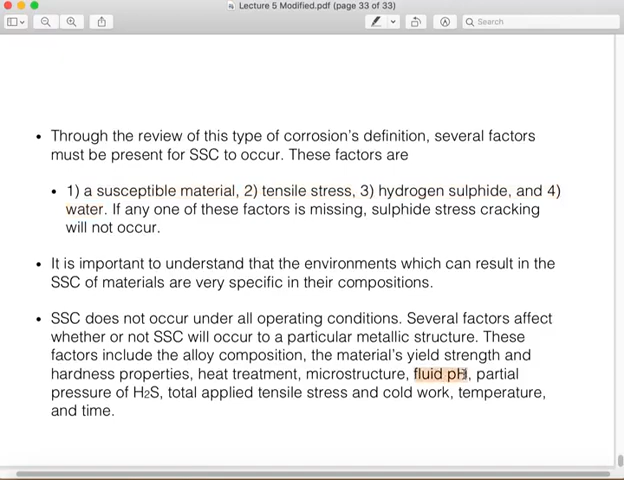 Lecture 5 Modified.pdf (page 33 of 33)
Search
• Through the review of this type of corrosion's definition, several factors
must be present for SSC to occur. These factors are
• 1) a susceptible material, 2) tensile stress, 3) hydrogen sulphide, and 4)
water. If any one of these factors is missing, sulphide stress cracking
will not occur.
• It is important to understand that the environments which can result in the
SSC of materials are very specific in their compositions.
• SSC does not occur under all operating conditions. Several factors affect
whether or not SSC will occur to a particular metallic structure. These
factors include the alloy composition, the material's yield strength and
hardness properties, heat treatment, microstructure, fluid pH, partial
pressure of H2S, total applied tensile stress and cold work, temperature,
and time.